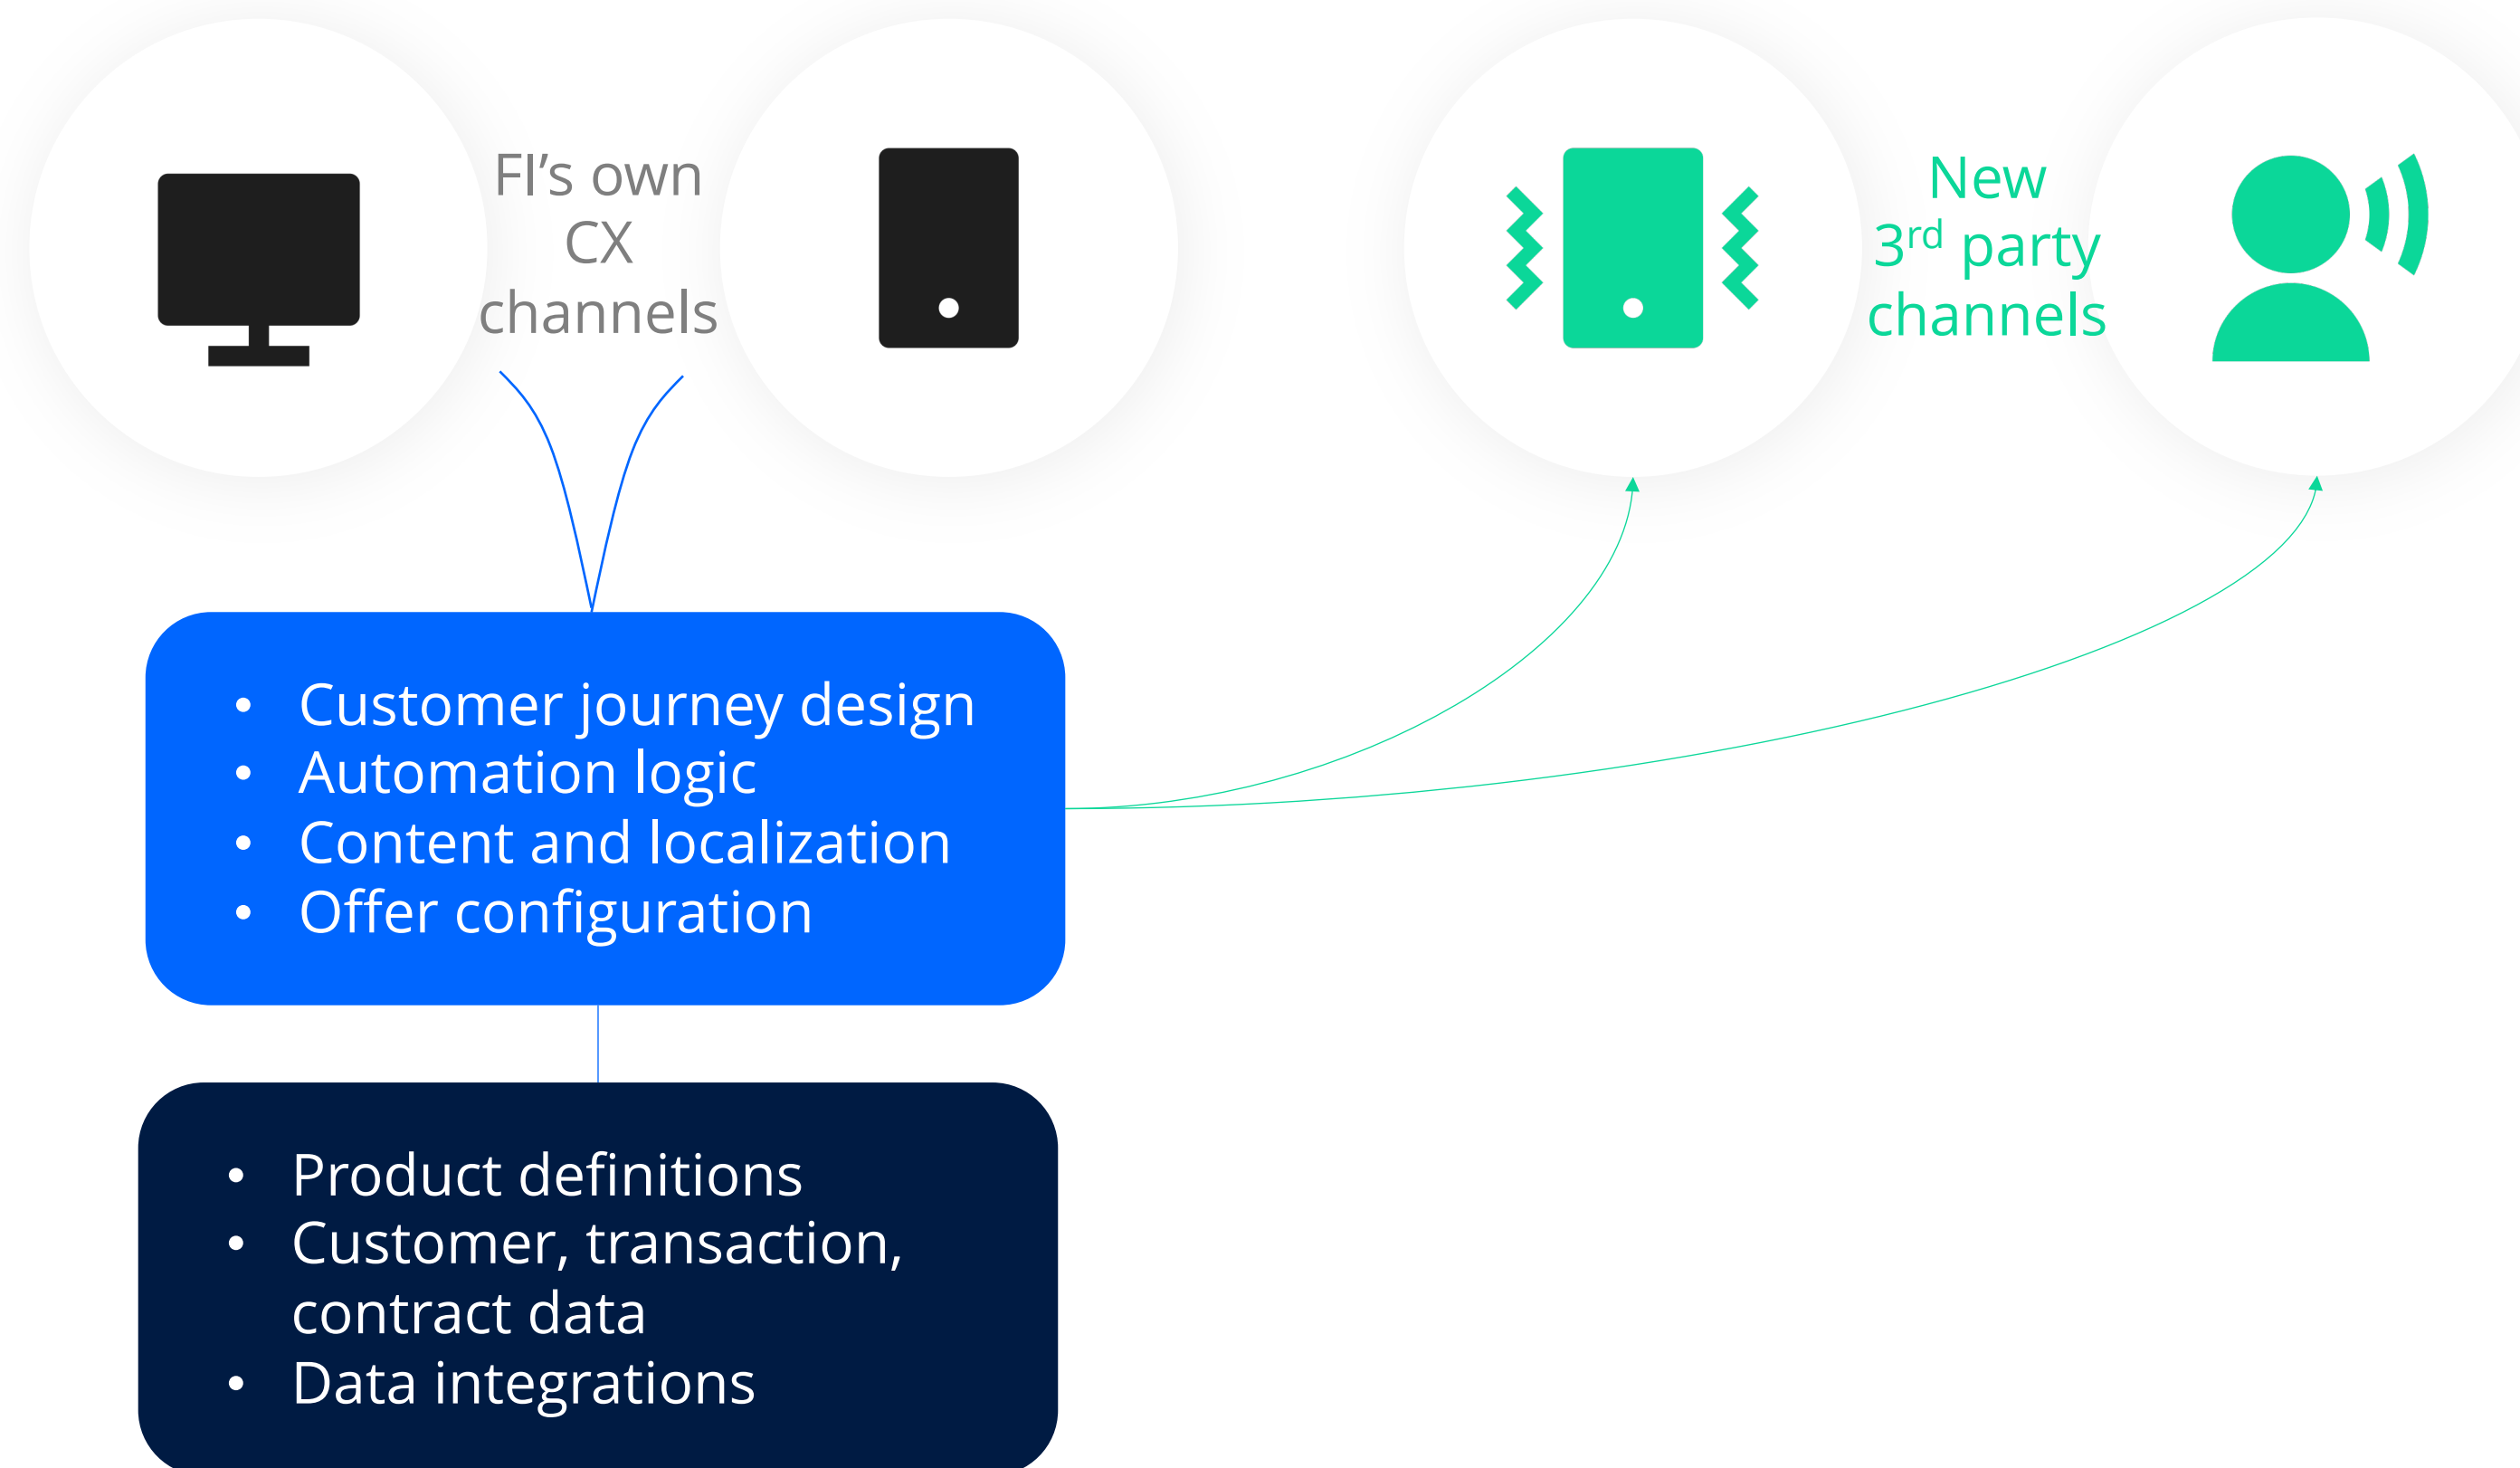 FI’s own
CX
channels
New
3rd party
channels
• Customer journey design
• Automation logic
• Content and localization
• Offer configuration
• Product definitions
• Customer, transaction,
contract data
• Data integrations